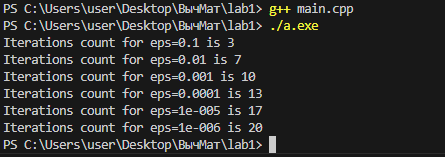 PS C:\Users\user\Desktop\ВычМат\lab1> g++ main.cpp
PS C:\Users\user\Desktop\ВычМат\lab1> ./a.exe
Iterations count for eps=0.1 is 3
Iterations count for eps=0.01 is 7
Iterations count for eps=0.001 is 10
Iterations count for eps=0.0001 is 13
Iterations count for eps=1e-005 is 17
Iterations count for eps=1e-006 is 20
PS C:\Users\user\Desktop\ВычМат\lab1>